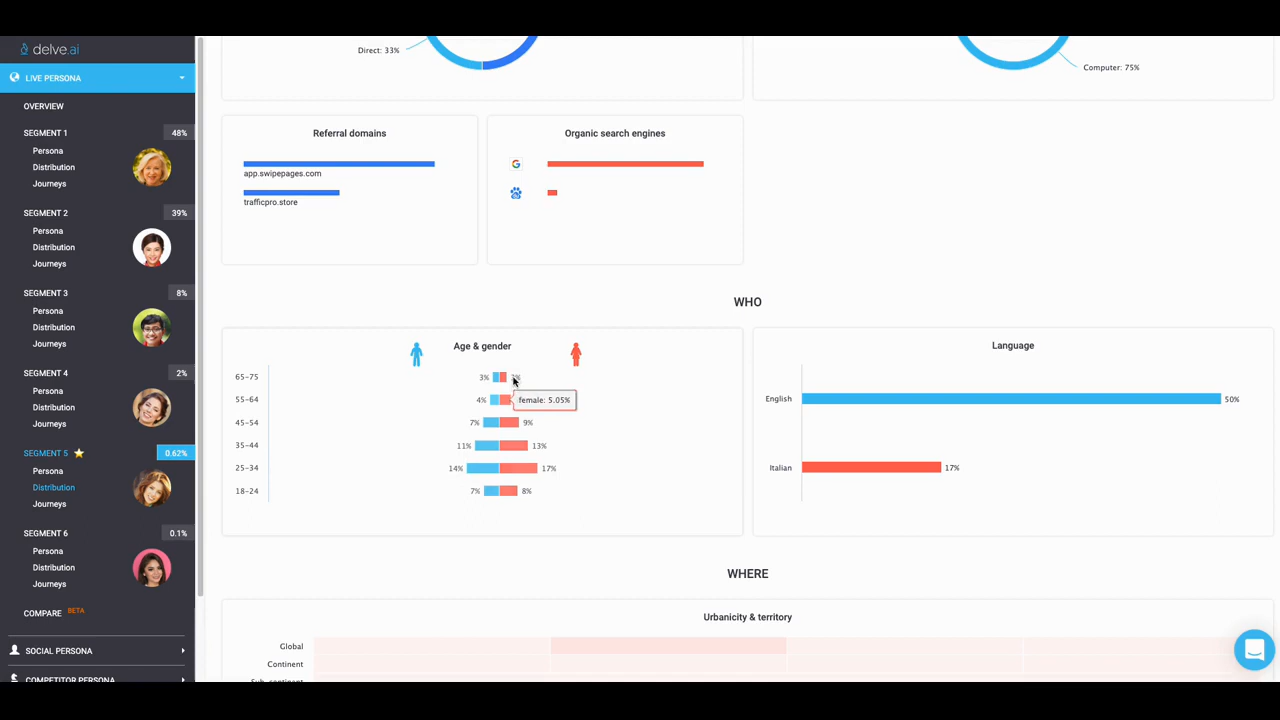 delve.ai
LIVE PERSONA
OVERVIEW
SEGMENT 1 48%
Persona
Distribution
Journeys
SEGMENT 2 39%
Persona
Distribution
Journeys
SEGMENT 3 8%
Persona
Distribution
Journeys
SEGMENT 4 2%
Persona
Distribution
Journeys
SEGMENT 5 0.62%
Persona
Distribution
Journeys
SEGMENT 6 0.1%
Persona
Distribution
Journeys
COMPARE BETA
SOCIAL PERSONA
COMPETITOR PERSONA
Direct: 33%
Computer: 75%
Referral domains
app.swipepages.com
trafficpro.store
Organic search engines
WHO
Age & gender
65-75 3%
55-64 4%
female: 5.05%
45-54 7% 9%
35-44 11% 13%
25-34 14% 17%
18-24 7% 8%
Language
English 50%
Italian 17%
WHERE
Urbanicity & territory
Global
Continent
Sub-continent